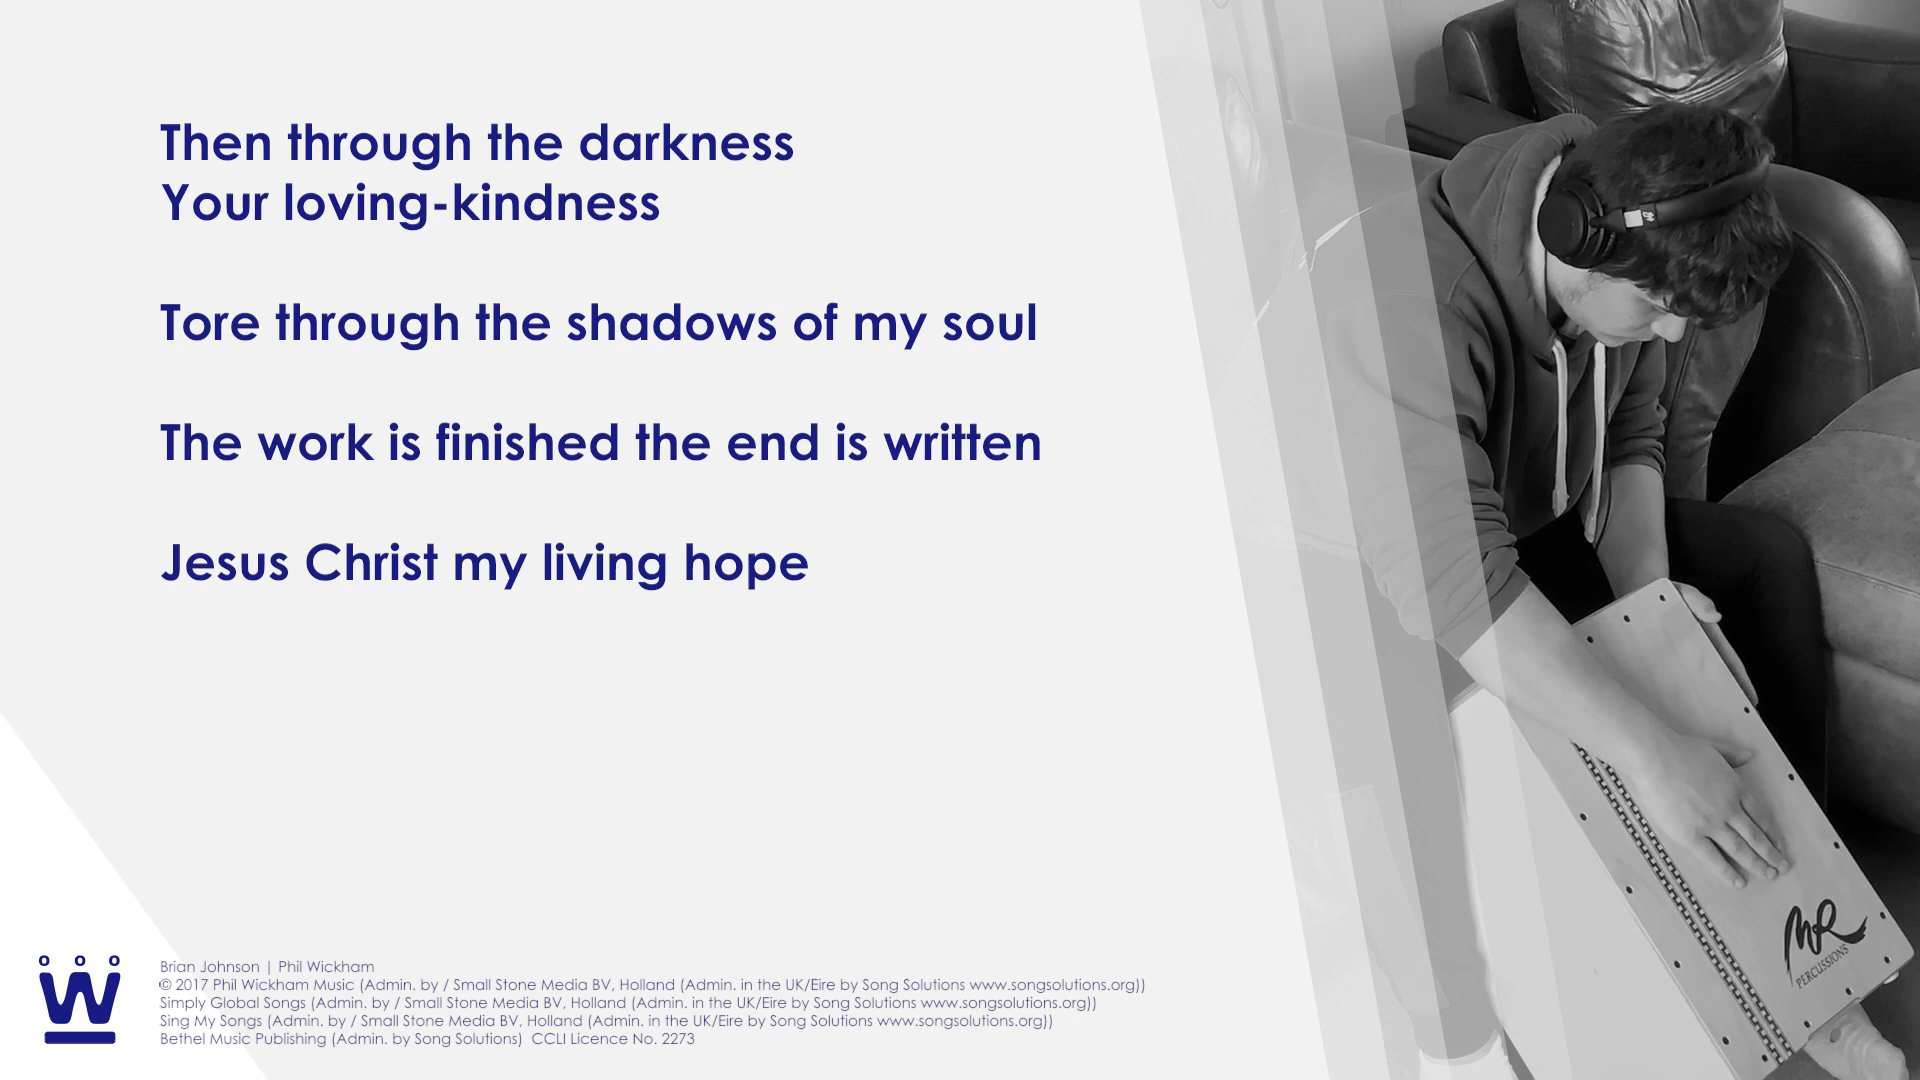 Then through the darkness
Your loving-kindness
Tore through the shadows of my soul
The work is finished the end is written
Jesus Christ my living hope
Brian Johnson | Phil Wickham
© 2017 Phil Wickham Music (Admin. by / Small Stone Media BV, Holland (Admin. in the UK/Eire by Song Solutions www.songsolutions.org))
Simply Global Songs (Admin. by / Small Stone Media BV, Holland (Admin. in the UK/Eire by Song Solutions www.songsolutions.org))
Sing My Songs (Admin. by / Small Stone Media BV, Holland (Admin. in the UK/Eire by Song Solutions www.songsolutions.org))
Bethel Music Publishing (Admin. by Song Solutions)  CCLI Licence No. 2273
W
MR
PERCUSSIONS